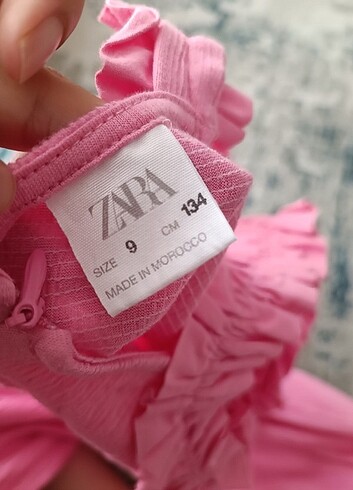 ZARA
SIZE 9 CM 134
MADE IN MOROCCO